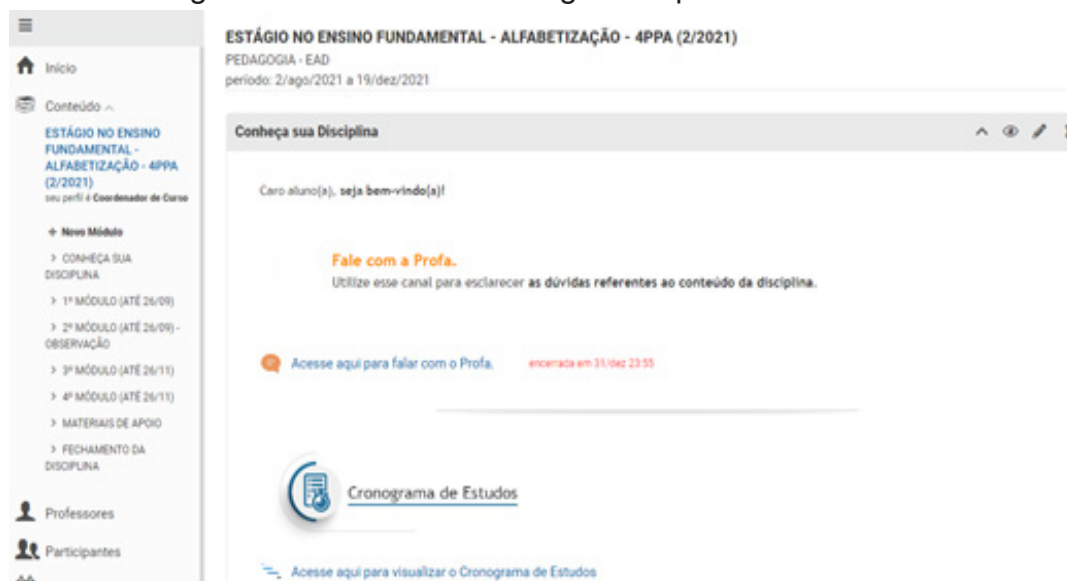 ESTÁGIO NO ENSINO FUNDAMENTAL - ALFABETIZAÇÃO - 4PPA (2/2021)
PEDAGOGIA - EAD
período: 2/ago/2021 a 19/dez/2021
Início
Conteúdo
ESTÁGIO NO ENSINO
FUNDAMENTAL -
ALFABETIZAÇÃO - 4PPA
(2/2021)
seu perfil é Coordenador de Curso
+ Novo Módulo
> CONHEÇA SUA
DISCIPLINA
> 1º MÓDULO (ATÉ 26/09)
> 2º MÓDULO (ATÉ 26/09) -
OBSERVAÇÃO
> 3º MÓDULO (ATÉ 26/11)
> 4º MÓDULO (ATÉ 26/11)
> MATERIAIS DE APOIO
> FECHAMENTO DA
DISCIPLINA
Professores
Participantes
Conheça sua Disciplina
Caro aluno(a), seja bem-vindo(a)!
Fale com a Profa.
Utilize esse canal para esclarecer as dúvidas referentes ao conteúdo da disciplina.
Acesse aqui para falar com o Profa. encerrada em 31/dez 23:55
Cronograma de Estudos
Acesse aqui para visualizar o Cronograma de Estudos